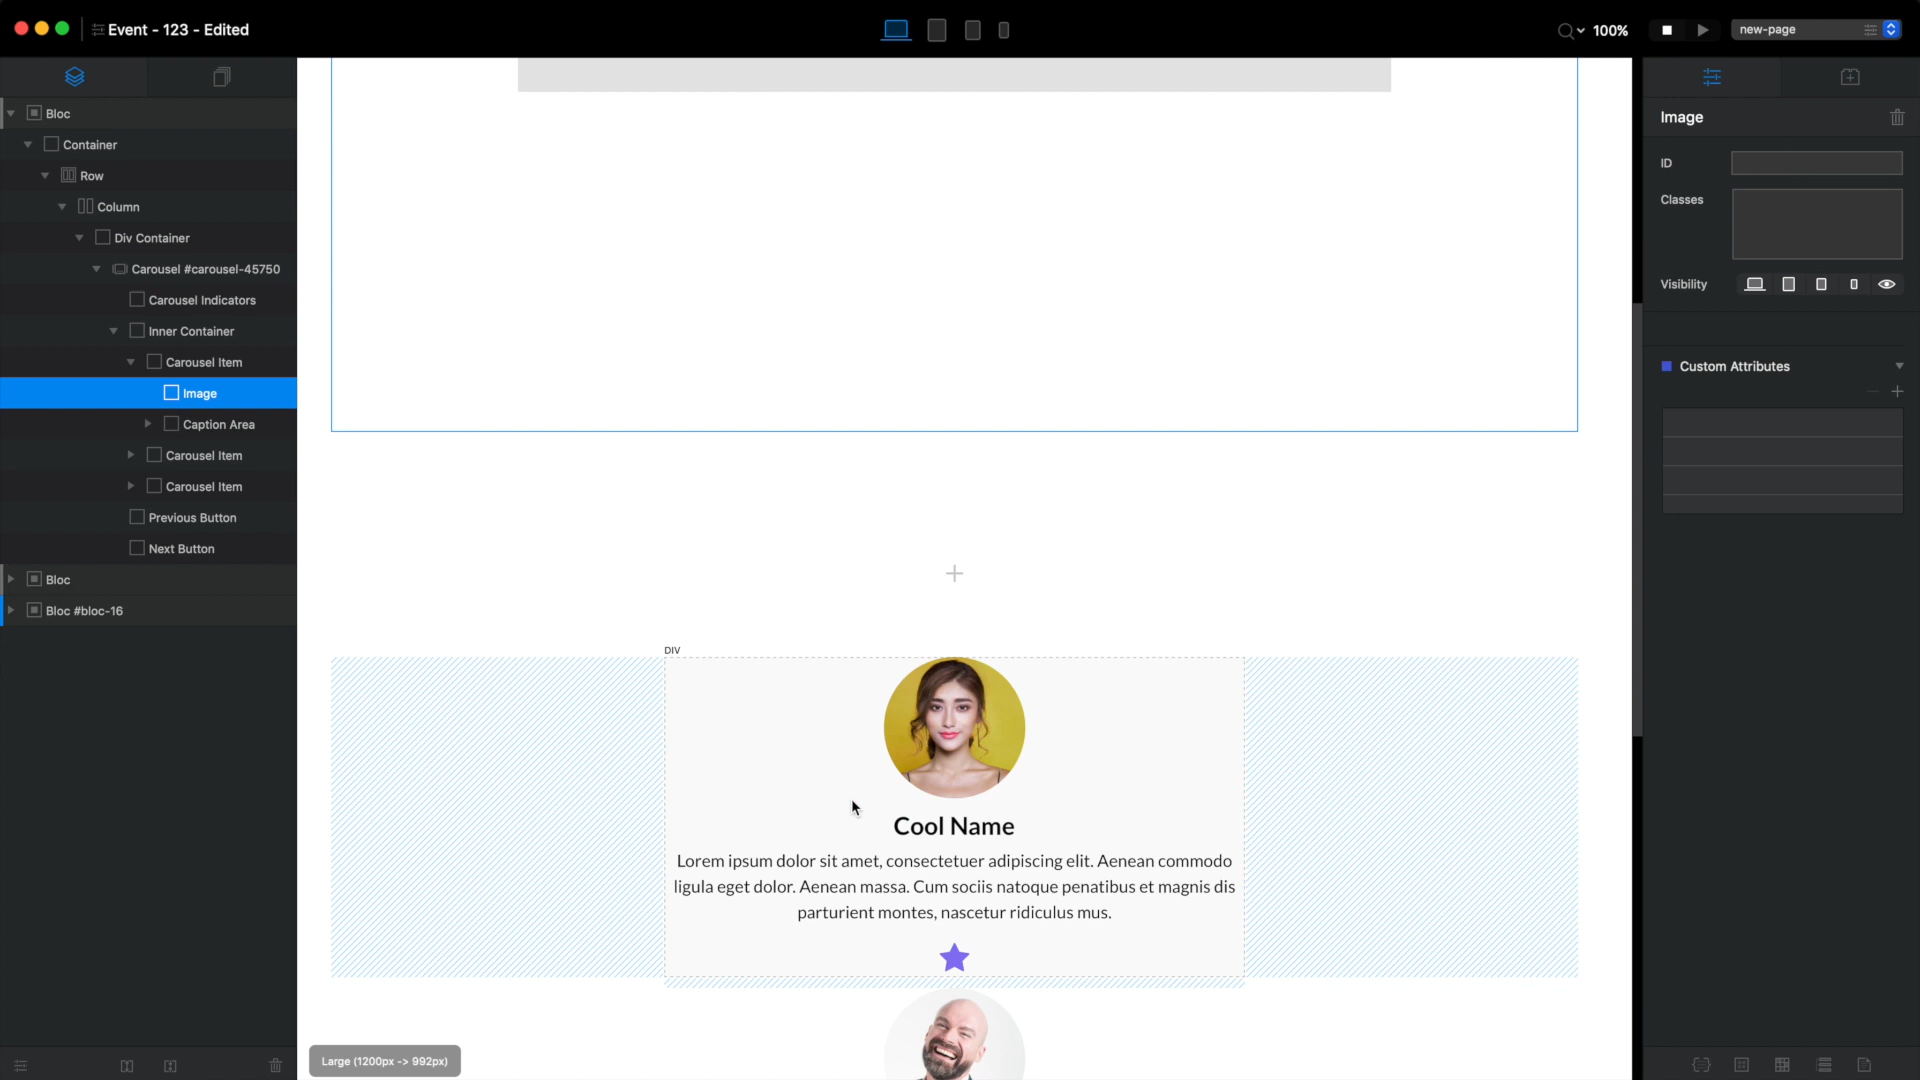 Event - 123 - Edited
100%
new-page
Bloc
Container
Row
Column
Div Container
Carousel #carousel-45750
Carousel Indicators
Inner Container
Carousel Item
Image
Caption Area
Carousel Item
Carousel Item
Previous Button
Next Button
Bloc
Bloc #bloc-16
DIV
Cool Name
Lorem ipsum dolor sit amet, consectetuer adipiscing elit. Aenean commodo
ligula eget dolor. Aenean massa. Cum sociis natoque penatibus et magnis dis
parturient montes, nascetur ridiculus mus.
Large (1200px -> 992px)
Image
ID
Classes
Visibility
Custom Attributes